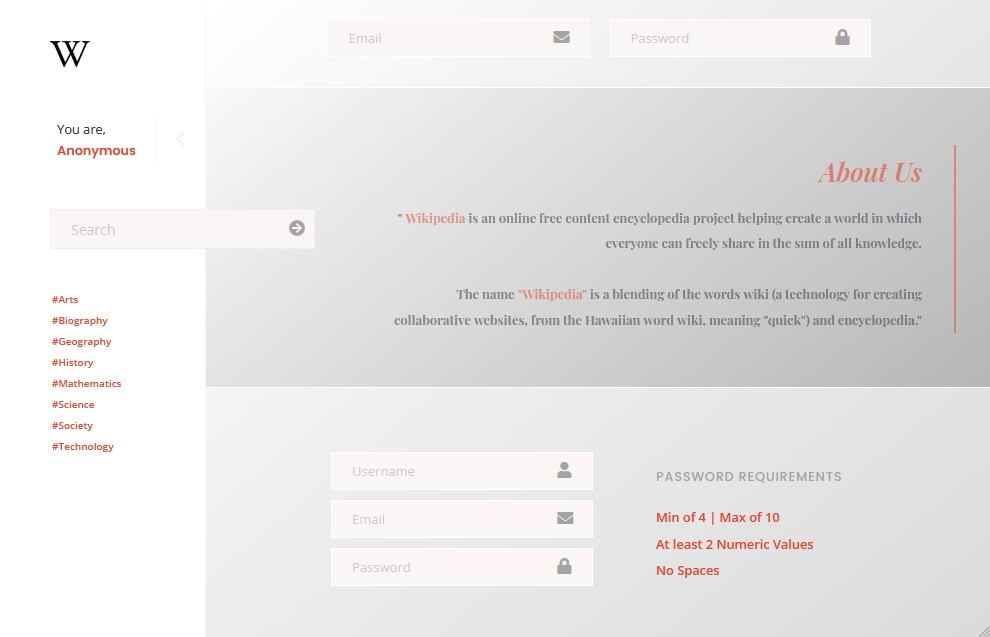 W
You are,
Anonymous
Search
#Arts
#Biography
#Geography
#History
#Mathematics
#Science
#Society
#Technology
Email
Password
About Us
" Wikipedia is an online free content encyclopedia project helping create a world in which
everyone can freely share in the sum of all knowledge.
The name "Wikipedia" is a blending of the words wiki (a technology for creating
collaborative websites, from the Hawaiian word wiki, meaning "quick") and encyclopedia."
Username
Email
Password
PASSWORD REQUIREMENTS
Min of 4 | Max of 10
At least 2 Numeric Values
No Spaces